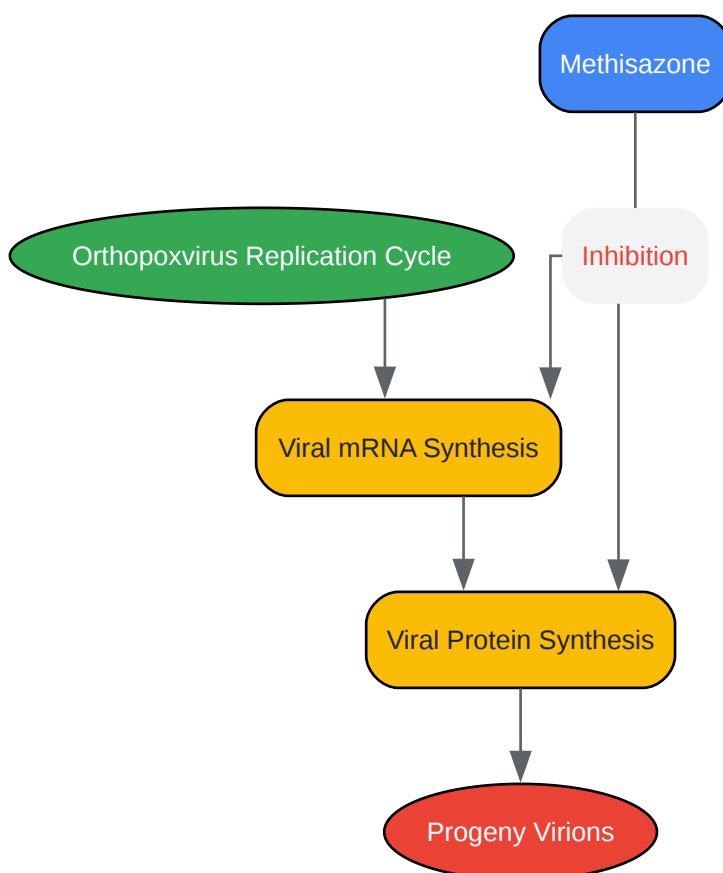 Methisazone
Orthopoxvirus Replication Cycle
Inhibition
Viral mRNA Synthesis
Viral Protein Synthesis
Progeny Virions